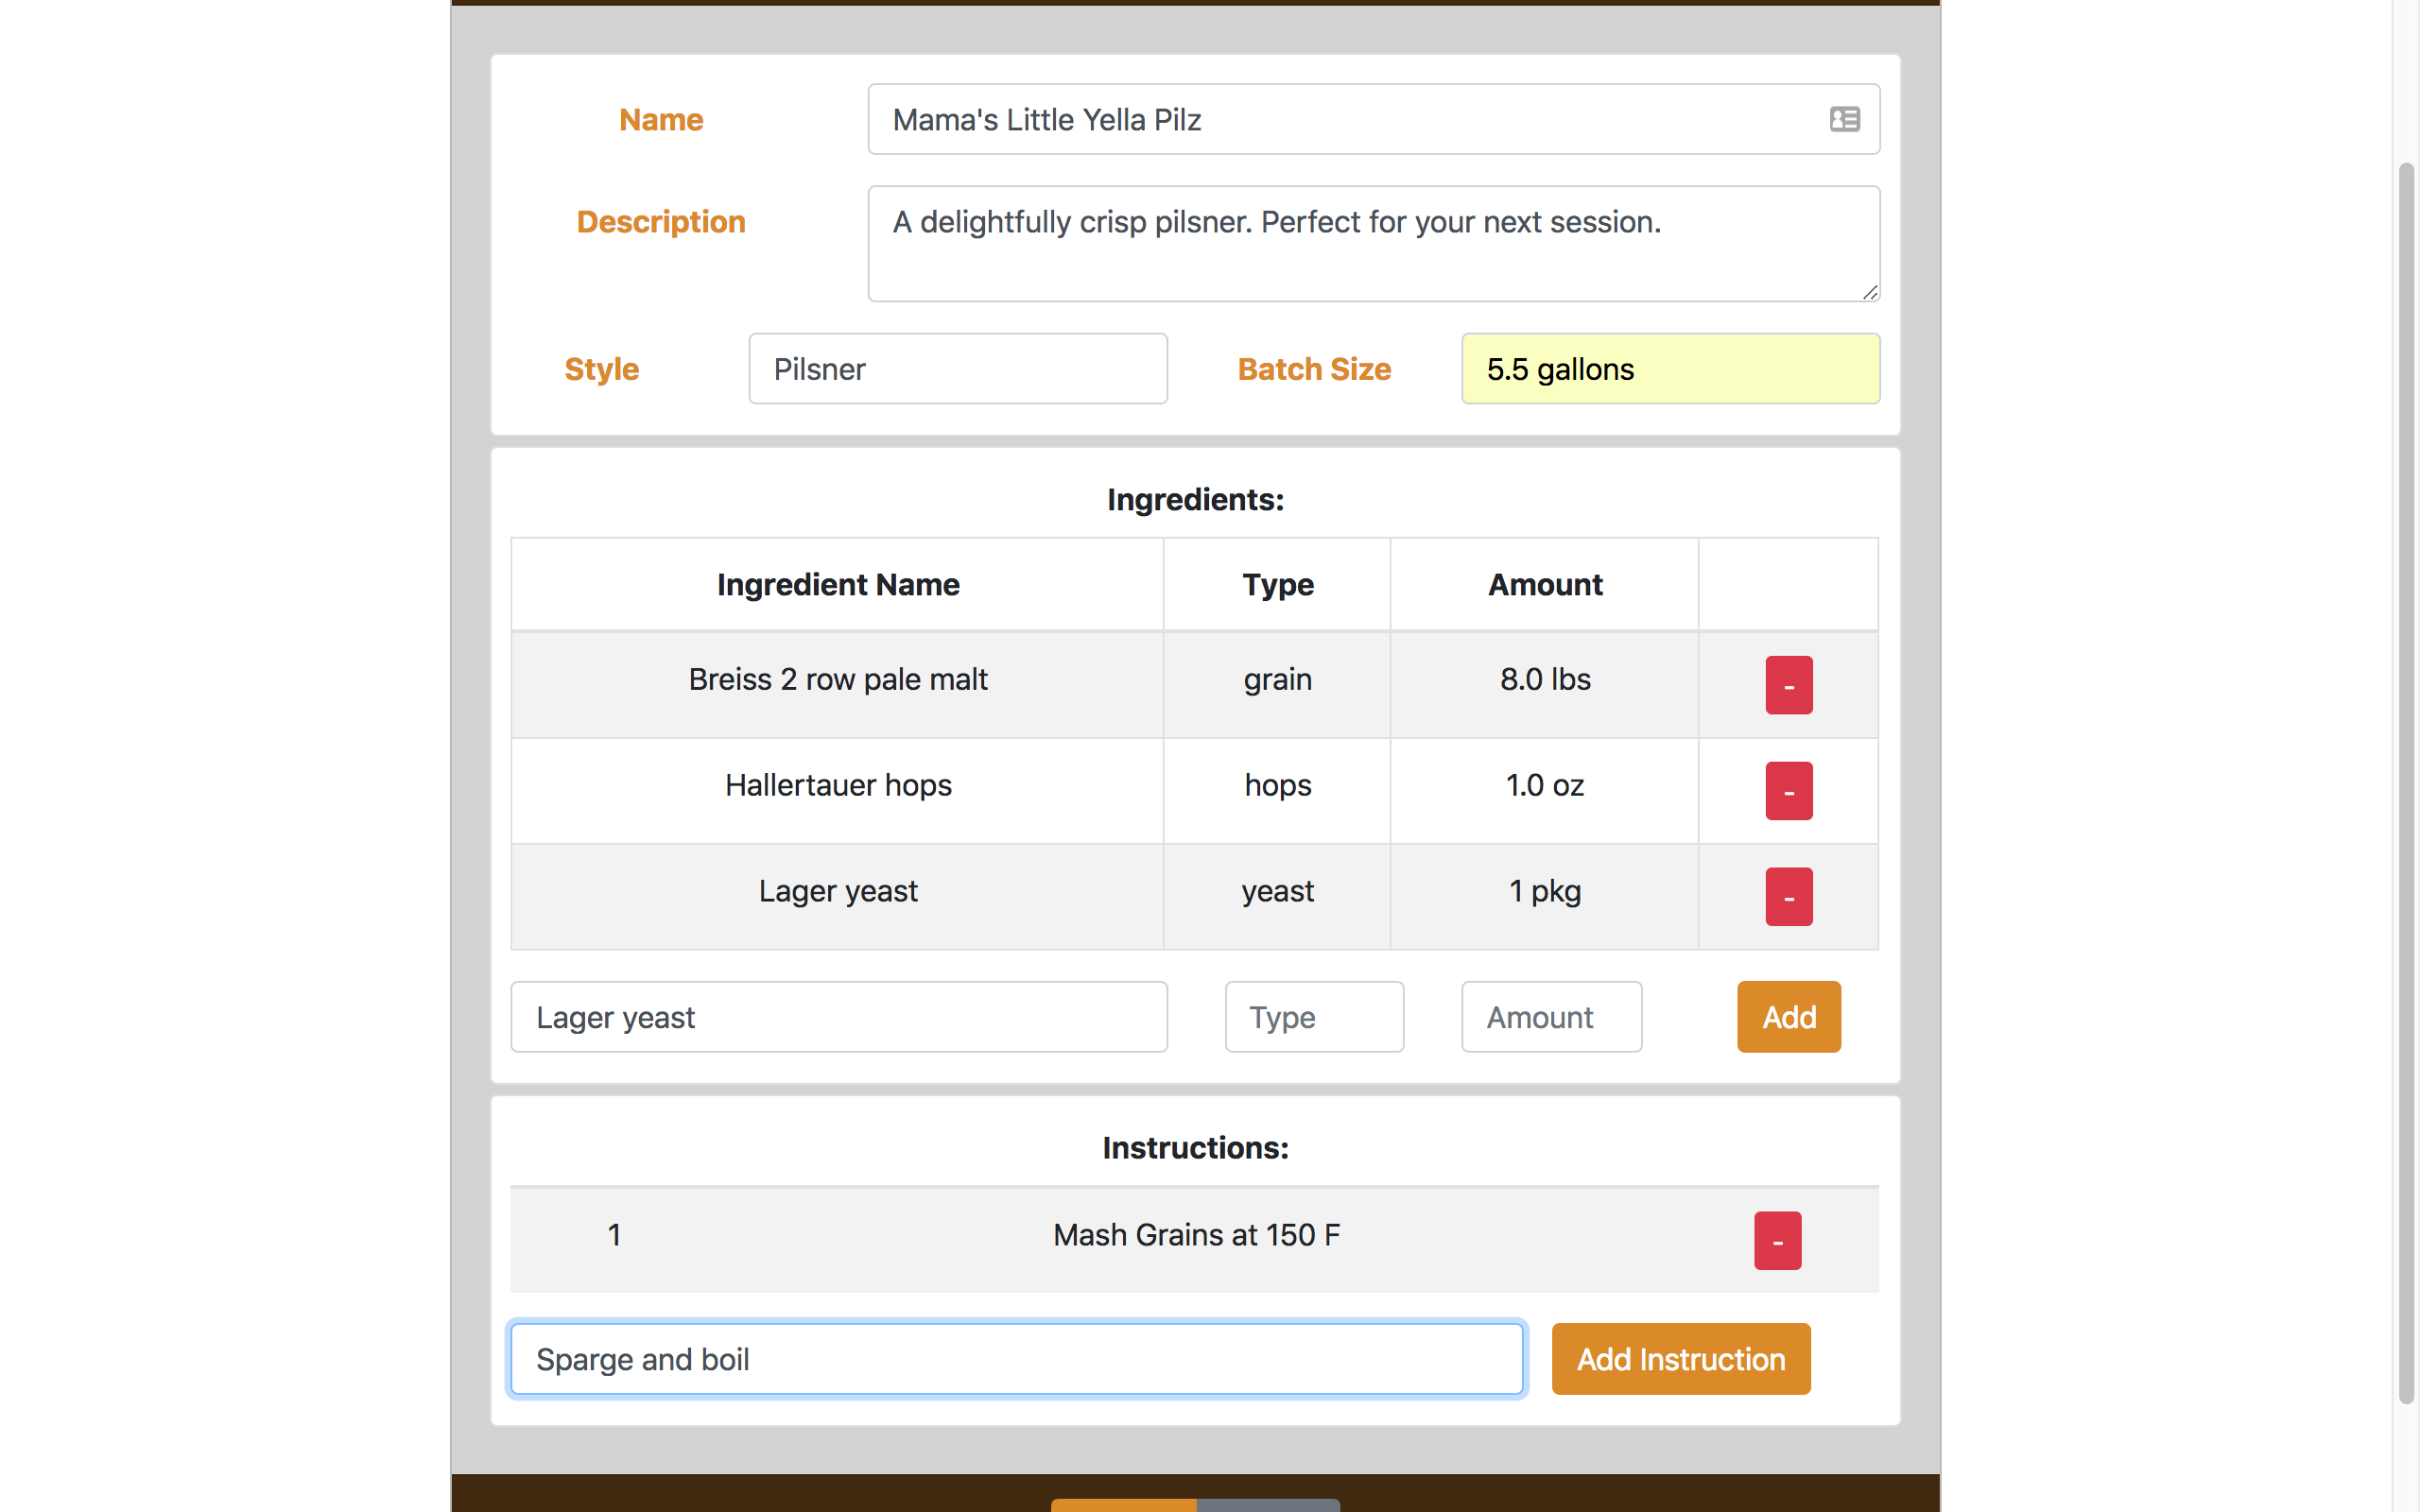 Name
Mama's Little Yella Pilz
Description
A delightfully crisp pilsner. Perfect for your next session.
Style
Pilsner
Batch Size
5.5 gallons
Ingredients:
Ingredient Name Type Amount
Breiss 2 row pale malt grain 8.0 lbs -
Hallertauer hops hops 1.0 oz -
Lager yeast yeast 1 pkg -
Lager yeast Type Amount Add
Instructions:
1 Mash Grains at 150 F -
Sparge and boil Add Instruction